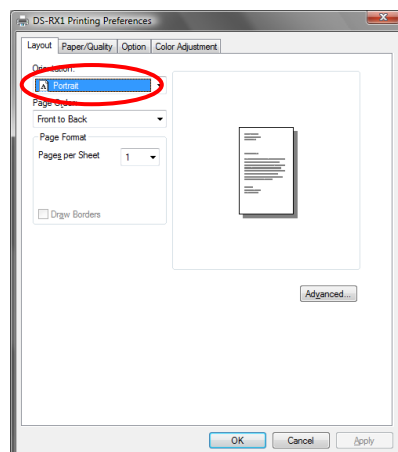 DS-RX1 Printing Preferences
Layout Paper/Quality Option Color Adjustment
Orientation:
A Portrait
Page Order:
Front to Back
Page Format
Pages per Sheet 1
Draw Borders
Advanced...
OK Cancel Apply